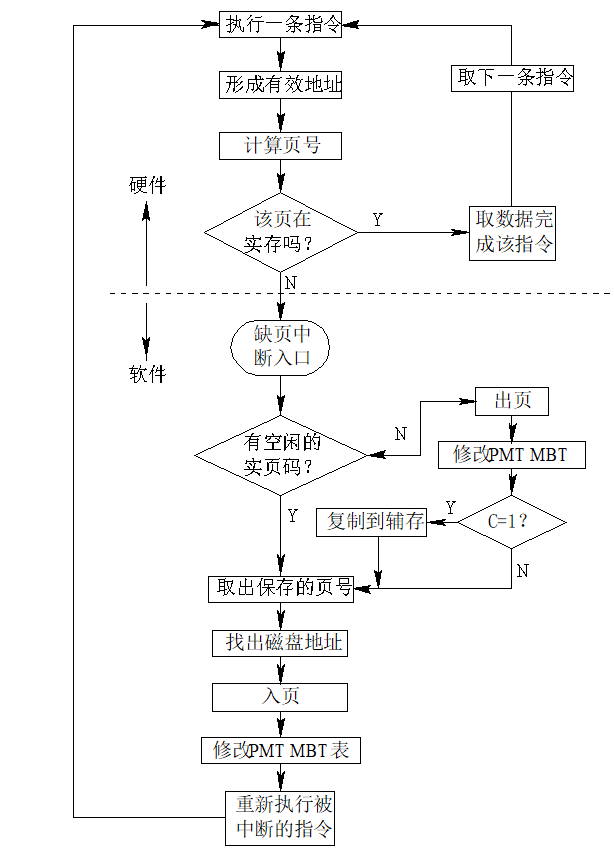 执行一条指令
形成有效地址
取下一条指令
计算页号
硬件
该页在
实存吗？
Y
取数据完
成该指令
N
缺页中
断入口
软件
出页
有空闲的
实页码？
N
修改PMT MBT
Y
复制到辅存
Y
C=1？
N
取出保存的页号
找出磁盘地址
入页
修改PMT MBT 表
重新执行被
中断的指令